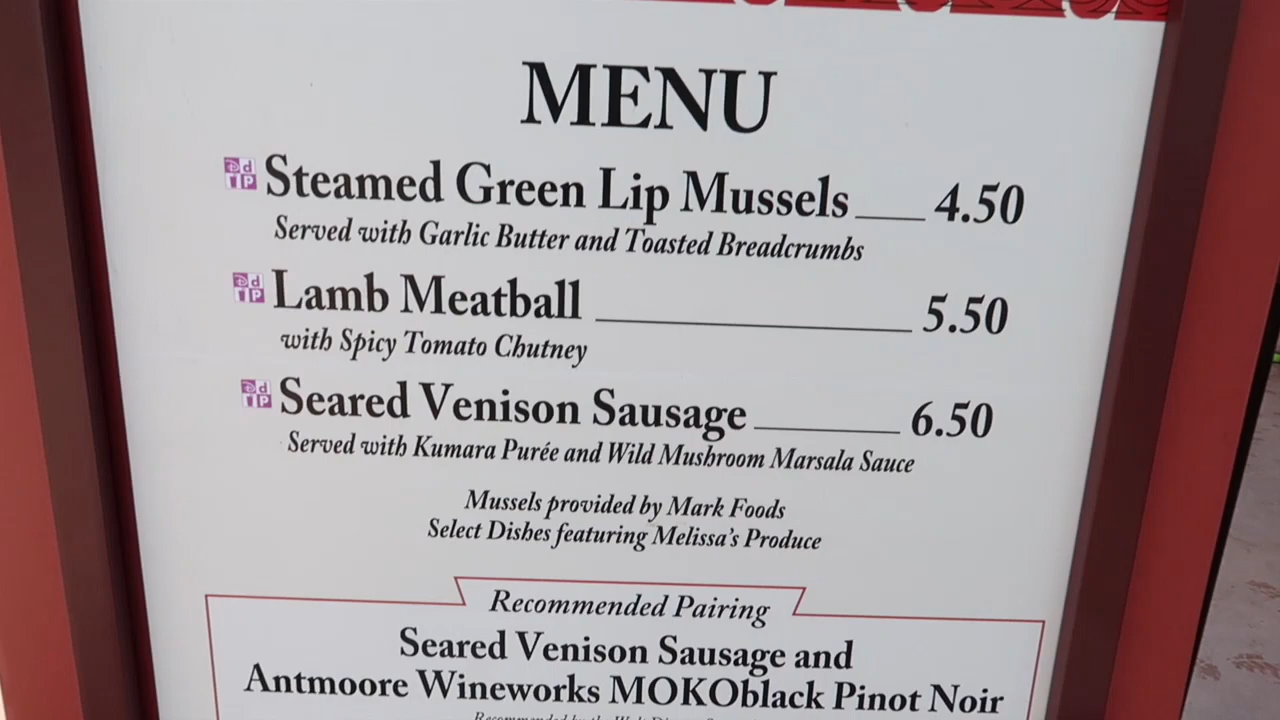 MENU
Steamed Green Lip Mussels 4.50
Served with Garlic Butter and Toasted Breadcrumbs
Lamb Meatball 5.50
with Spicy Tomato Chutney
Seared Venison Sausage 6.50
Served with Kumara Purée and Wild Mushroom Marsala Sauce
Mussels provided by Mark Foods
Select Dishes featuring Melissa's Produce
Recommended Pairing
Seared Venison Sausage and
Antmoore Wineworks MOKOblack Pinot Noir